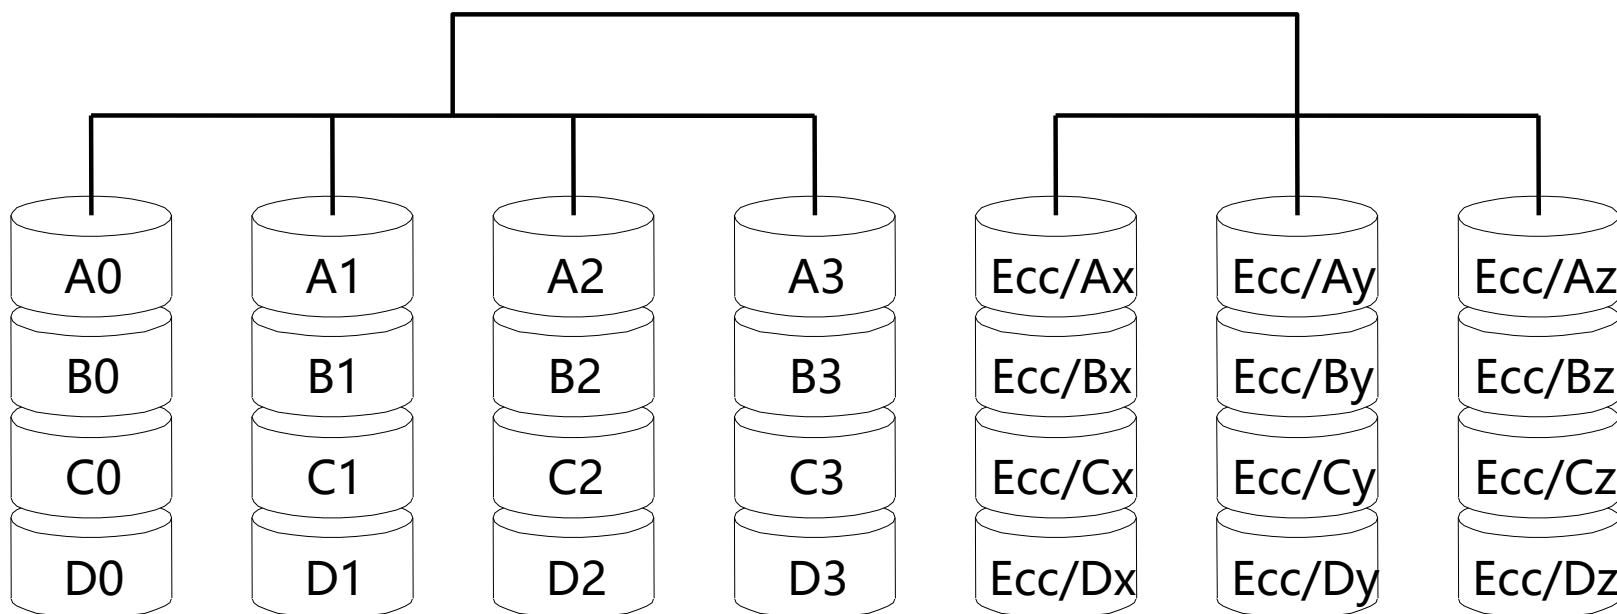 A0 A1 A2 A3 Ecc/Ax Ecc/Ay Ecc/Az
B0 B1 B2 B3 Ecc/Bx Ecc/By Ecc/Bz
C0 C1 C2 C3 Ecc/Cx Ecc/Cy Ecc/Cz
D0 D1 D2 D3 Ecc/Dx Ecc/Dy Ecc/Dz